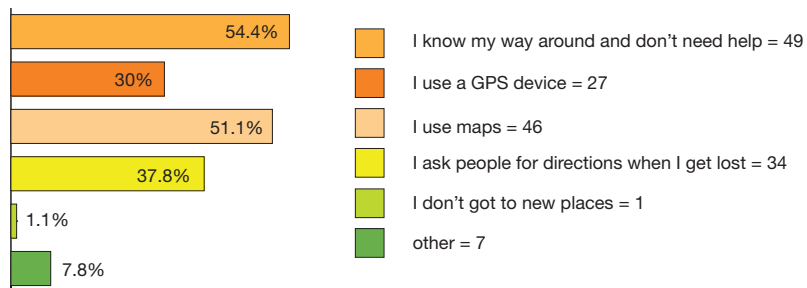 54.4%
30%
51.1%
37.8%
1.1%
7.8%
I know my way around and don't need help = 49
I use a GPS device = 27
I use maps = 46
I ask people for directions when I get lost = 34
I don't got to new places = 1
other = 7